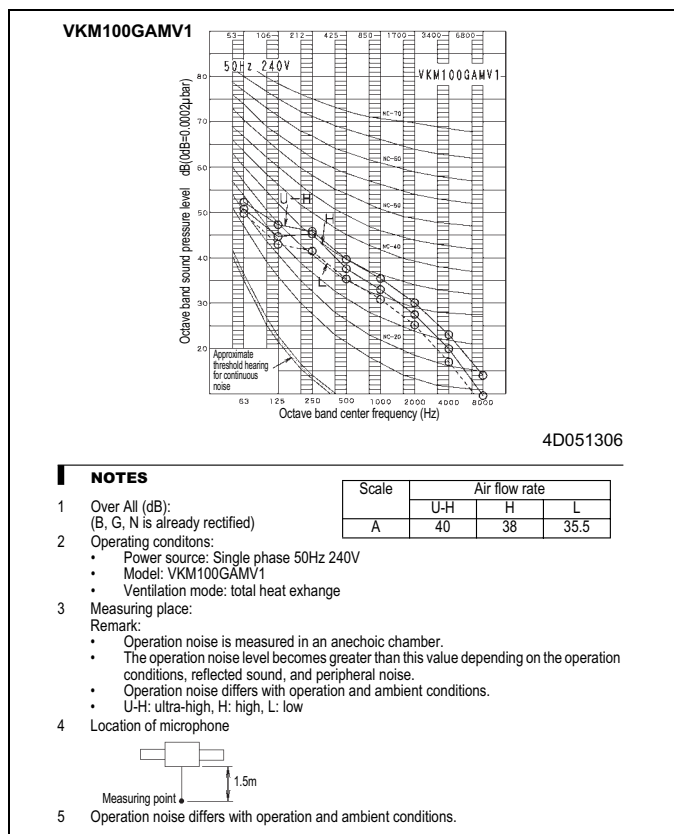 VKM100GAMV1
53 106 212 425 850 1700 3400 6800
50Hz 240V
VKM100GAMV1
Octave band sound pressure level dB(0dB=0.0002µbar)
80
70
60
50
40
30
20
NC-70
NC-60
NC-50
NC-40
NC-20
U-H
H
L
Approximate
threshold hearing
for continuous
noise
63 125 250 500 1000 2000 4000 8000
Octave band center frequency (Hz)
4D051306
NOTES
1 Over All (dB):
(B, G, N is already rectified)
Scale Air flow rate
U-H H L
A 40 38 35.5
2 Operating conditons:
• Power source: Single phase 50Hz 240V
• Model: VKM100GAMV1
• Ventilation mode: total heat exhange
3 Measuring place:
Remark:
• Operation noise is measured in an anechoic chamber.
• The operation noise level becomes greater than this value depending on the operation
conditions, reflected sound, and peripheral noise.
• Operation noise differs with operation and ambient conditions.
• U-H: ultra-high, H: high, L: low
4 Location of microphone
1.5m
Measuring point
5 Operation noise differs with operation and ambient conditions.